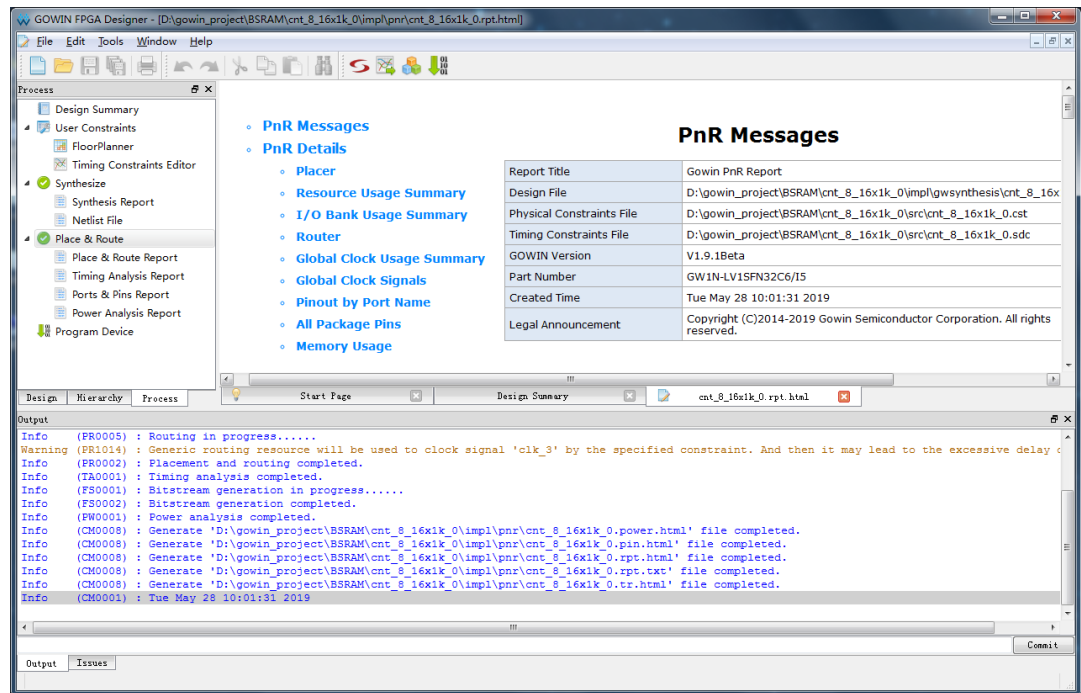 GOWIN FPGA Designer - [D:\gowin_project\BSRAM\cnt_8_16x1k_0\impl\pnr\cnt_8_16x1k_0.rpt.html]
File Edit Tools Window Help
Process
Design Summary
User Constraints
FloorPlanner
Timing Constraints Editor
Synthesize
Synthesis Report
Netlist File
Place & Route
Place & Route Report
Timing Analysis Report
Ports & Pins Report
Power Analysis Report
Program Device
Design Hierarchy Process
PnR Messages
PnR Details
Placer
Resource Usage Summary
I/O Bank Usage Summary
Router
Global Clock Usage Summary
Global Clock Signals
Pinout by Port Name
All Package Pins
Memory Usage
PnR Messages
Report Title Gowin PnR Report
Design File D:\gowin_project\BSRAM\cnt_8_16x1k_0\impl\gwsynthesis\cnt_8_16x
Physical Constraints File D:\gowin_project\BSRAM\cnt_8_16x1k_0\src\cnt_8_16x1k_0.cst
Timing Constraints File D:\gowin_project\BSRAM\cnt_8_16x1k_0\src\cnt_8_16x1k_0.sdc
GOWIN Version V1.9.1Beta
Part Number GW1N-LV1SFN32C6/I5
Created Time Tue May 28 10:01:31 2019
Legal Announcement Copyright (C)2014-2019 Gowin Semiconductor Corporation. All rights
reserved.
Start Page Design Summary cnt_8_16x1k_0.rpt.html
Output
Info (PR0005) : Routing in progress......
Warning (PR1014) : Generic routing resource will be used to clock signal 'clk_3' by the specified constraint. And then it may lead to the excessive delay
Info (PR0002) : Placement and routing completed.
Info (TA0001) : Timing analysis completed.
Info (FS0001) : Bitstream generation in progress......
Info (FS0002) : Bitstream generation completed.
Info (PW0001) : Power analysis completed.
Info (CM0008) : Generate 'D:\gowin_project\BSRAM\cnt_8_16x1k_0\impl\pnr\cnt_8_16x1k_0.power.html' file completed.
Info (CM0008) : Generate 'D:\gowin_project\BSRAM\cnt_8_16x1k_0\impl\pnr\cnt_8_16x1k_0.pin.html' file completed.
Info (CM0008) : Generate 'D:\gowin_project\BSRAM\cnt_8_16x1k_0\impl\pnr\cnt_8_16x1k_0.rpt.html' file completed.
Info (CM0008) : Generate 'D:\gowin_project\BSRAM\cnt_8_16x1k_0\impl\pnr\cnt_8_16x1k_0.rpt.txt' file completed.
Info (CM0008) : Generate 'D:\gowin_project\BSRAM\cnt_8_16x1k_0\impl\pnr\cnt_8_16x1k_0.tr.html' file completed.
Info (CM0001) : Tue May 28 10:01:31 2019
Commit
Output Issues